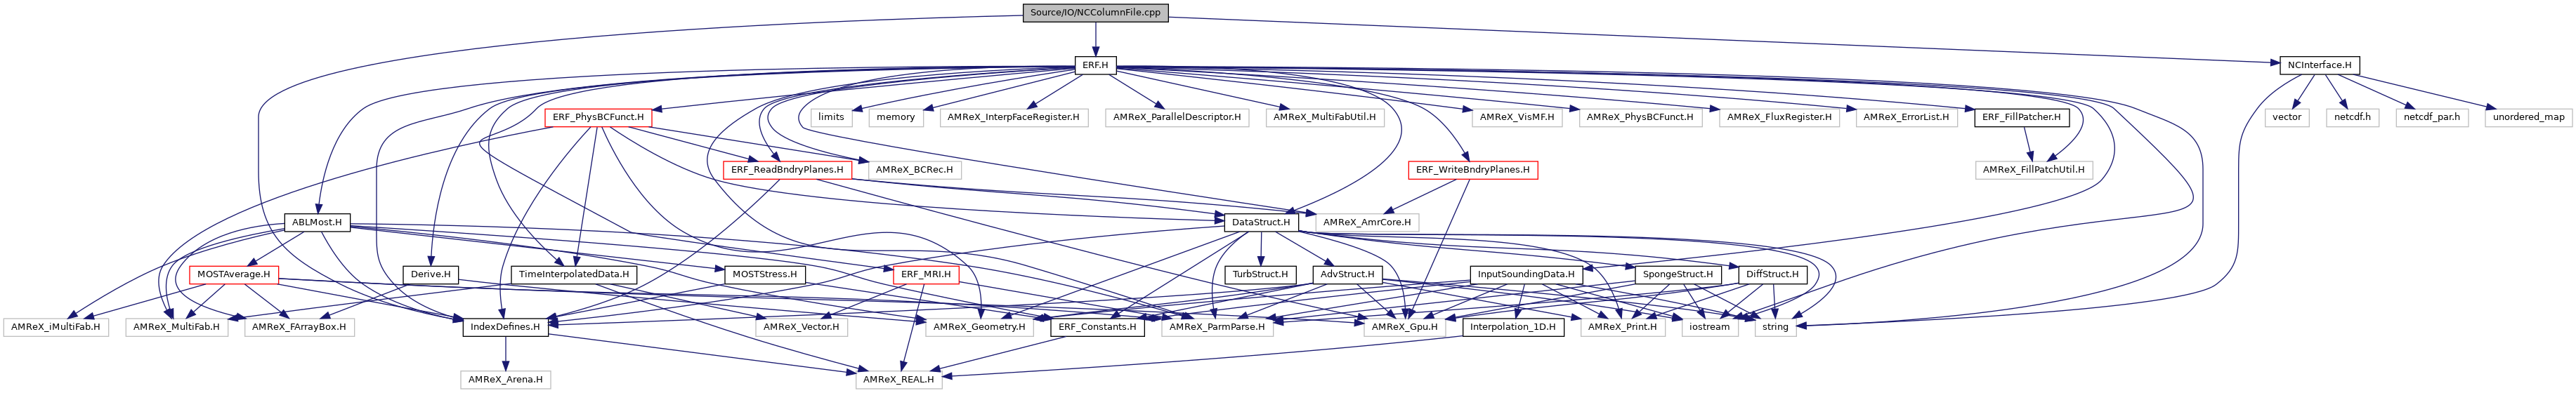 Source/IO/NCColumnFile.cpp
ERF.H
NCInterface.H
ERF_PhysBCFunct.H
limits
memory
AMReX_InterpFaceRegister.H
AMReX_ParallelDescriptor.H
AMReX_MultiFabUtil.H
AMReX_VisMF.H
AMReX_PhysBCFunct.H
AMReX_FluxRegister.H
AMReX_ErrorList.H
ERF_FillPatcher.H
vector
netcdf.h
netcdf_par.h
unordered_map
ERF_ReadBndryPlanes.H
AMReX_BCRec.H
ERF_WriteBndryPlanes.H
AMReX_FillPatchUtil.H
ABLMost.H
DataStruct.H
AMReX_AmrCore.H
MOSTAverage.H
Derive.H
TimeInterpolatedData.H
MOSTStress.H
ERF_MRI.H
TurbStruct.H
AdvStruct.H
InputSoundingData.H
SpongeStruct.H
DiffStruct.H
AMReX_iMultiFab.H
AMReX_MultiFab.H
AMReX_FArrayBox.H
IndexDefines.H
AMReX_Vector.H
AMReX_Geometry.H
ERF_Constants.H
AMReX_ParmParse.H
AMReX_Gpu.H
Interpolation_1D.H
AMReX_Print.H
iostream
string
AMReX_Arena.H
AMReX_REAL.H